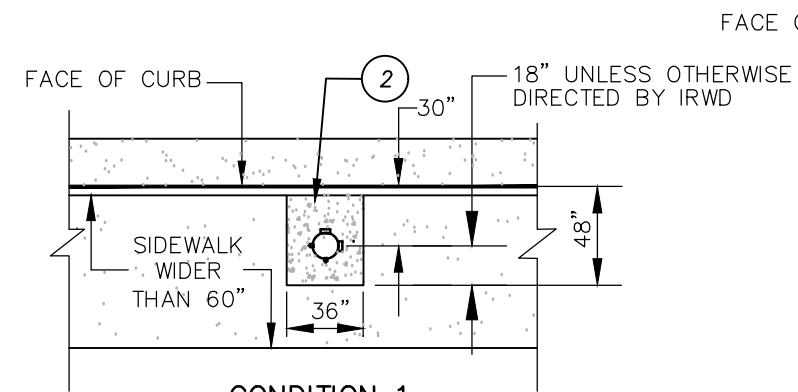 FACE
FACE OF CURB
2
30”
18” UNLESS OTHERWISE
DIRECTED BY IRWD
48”
SIDEWALK
WIDER
THAN 60”
36”
CONDITION 1